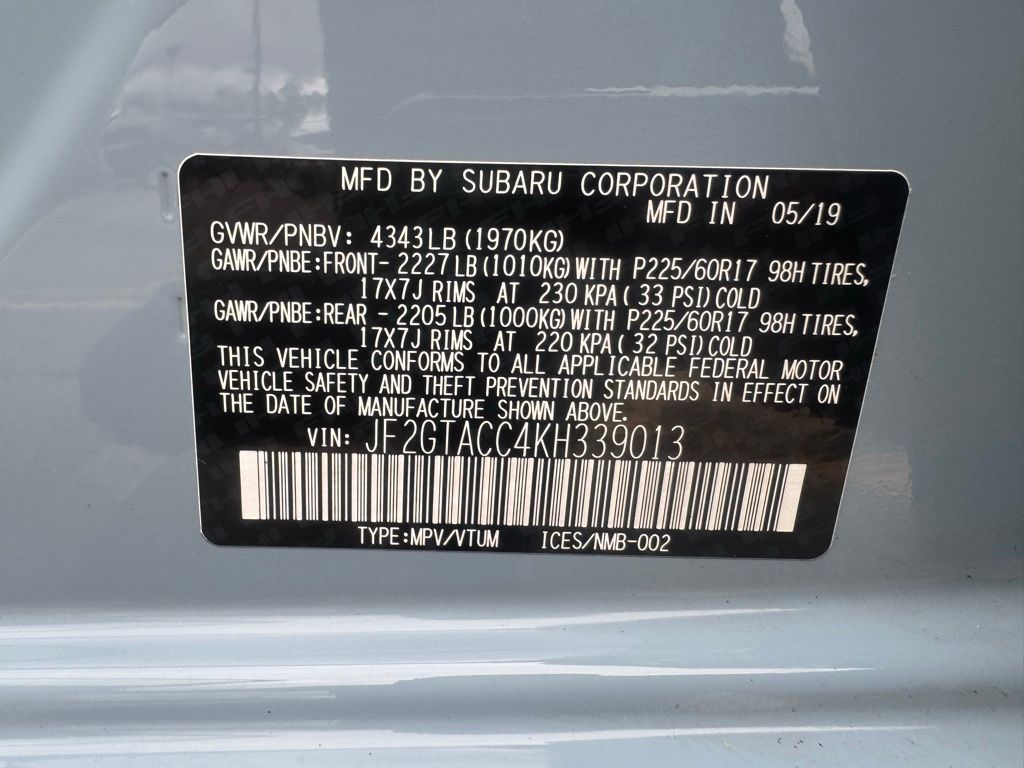 MFD BY SUBARU CORPORATION
MFD IN 05/19
GVWR/PNBV: 4343LB (1970KG)
GAWR/PNBE:FRONT- 2227LB (1010KG) WITH P225/60R17 98H TIRES,
17X7J RIMS AT 230 KPA ( 33 PSI) COLD
GAWR/PNBE:REAR - 2205LB (1000KG) WITH P225/60R17 98H TIRES,
17X7J RIMS AT 220 KPA ( 32 PSI) COLD
THIS VEHICLE CONFORMS TO ALL APPLICABLE FEDERAL MOTOR
VEHICLE SAFETY AND THEFT PREVENTION STANDARDS IN EFFECT ON
THE DATE OF MANUFACTURE SHOWN ABOVE.
VIN: JF2GTACC4KH339013
TYPE:MPV/VTUM ICES/NMB-002